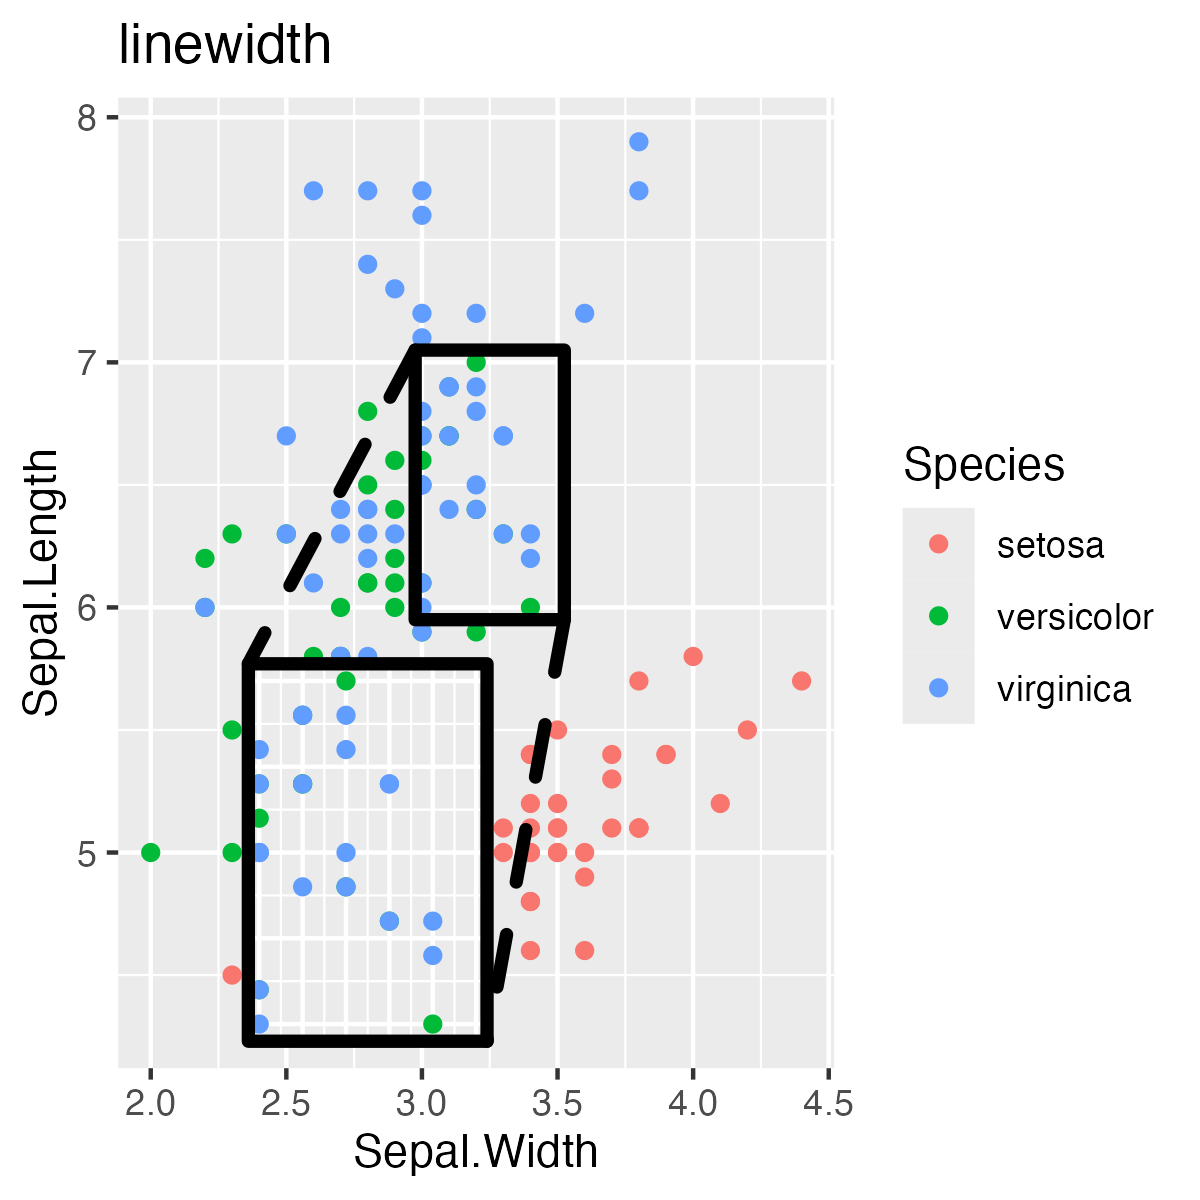 linewidth
8
7
6
5
Sepal.Length
2.0 2.5 3.0 3.5 4.0 4.5
Sepal.Width
Species
setosa
versicolor
virginica